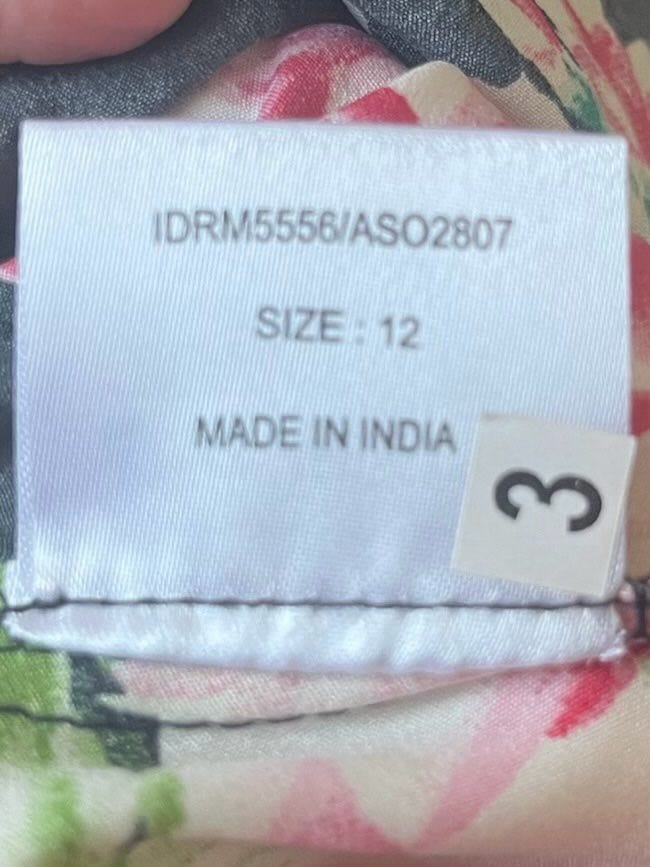 IDRM5556/ASO2807
SIZE : 12
MADE IN INDIA
3